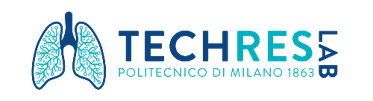 TECHRES LAB
POLITECNICO DI MILANO 1863